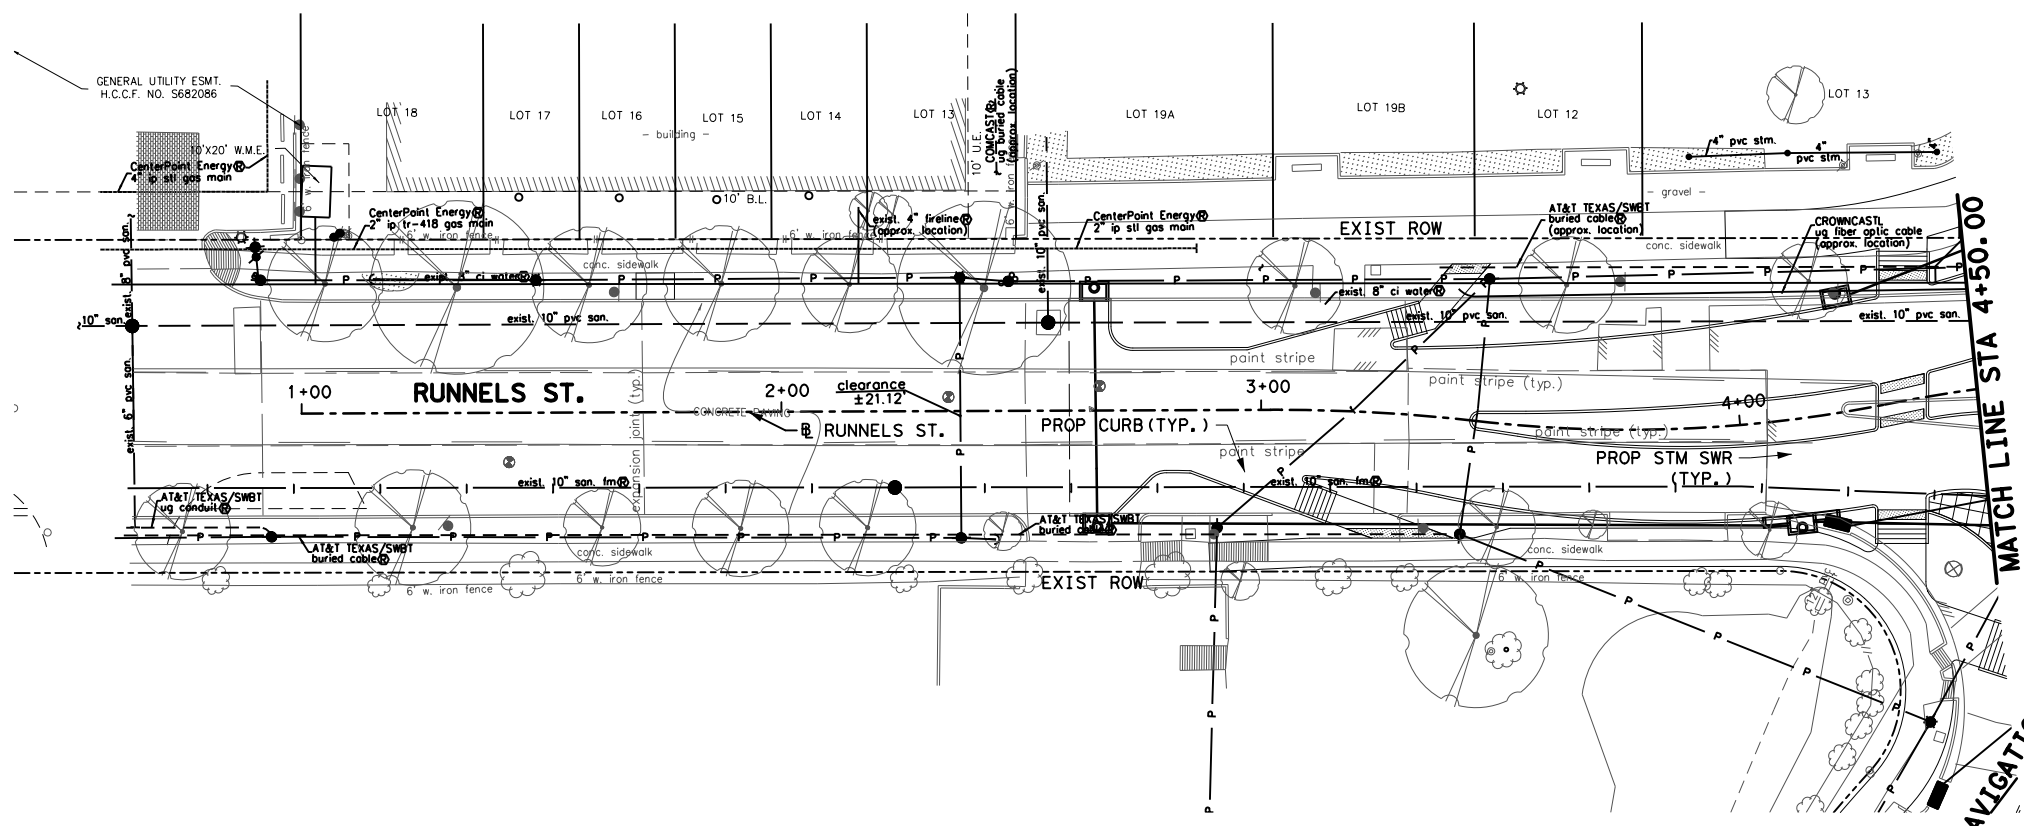 GENERAL UTILITY ESMT.
H.C.C.F. NO. S682086
LOT 18
LOT 17
LOT 16
LOT 15
LOT 14
LOT 13
LOT 19A
LOT 19B
LOT 12
LOT 13
- building -
10' U.E.
COMCAST®
ug buried cable
(approx. location)
10'X20' W.M.E.
CenterPoint Energy®
4" ip stl gas main
6' w. iron fence
10' B.L.
4" pvc stm.
4"
pvc stm.
4"
- gravel -
CenterPoint Energy®
2" ip tr-418 gas main
6' w. iron fence
6' w. iron fence
exist. 4" fireline®
(approx. location)
6' w. iron
exist. 10" pvc san.
CenterPoint Energy®
2" ip stl gas main
EXIST ROW
AT&T TEXAS/SWBT
buried cable®
(approx. location)
CROWNCASTL
ug fiber optic cable
(approx. location)
conc. sidewalk
conc. sidewalk
exist. 8" pvc san.
exist. 8" ci water®
exist. 8" ci water®
~10" san.
exist. 10" pvc san.
exist. 10" pvc san.
exist. 10" pvc san.
paint stripe
paint stripe (typ.)
exist. 6" pvc san.
1+00
RUNNELS ST.
expansion joint (typ.)
2+00
clearance
±21.12'
3+00
4+00
CONCRETE PAVING
B
L RUNNELS ST.
PROP CURB(TYP.)
paint stripe (typ.)
paint stripe
PROP STM SWR
(TYP.)
MATCH LINE STA 4+50.00
exist. 10" san. fm®
exist. 10" san. fm®
AT&T TEXAS/SWBT
ug conduit®
AT&T TEXAS/SWBT
buried cable®
AT&T TEXAS/SWBT
buried cable®
conc. sidewalk
conc. sidewalk
6' w. iron fence
6' w. iron fence
EXIST ROW
6' w. iron fence